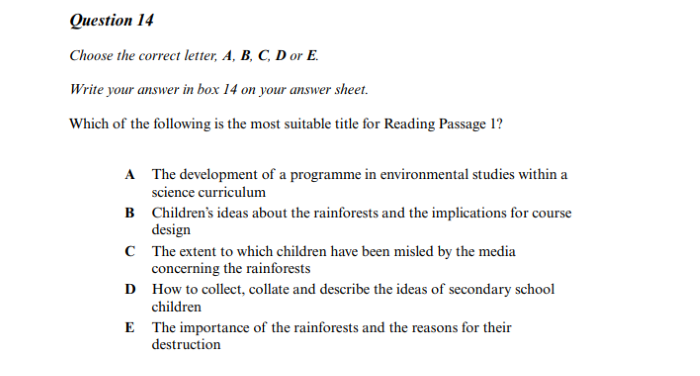 Question 14
Choose the correct letter, A, B, C, D or E.
Write your answer in box 14 on your answer sheet.
Which of the following is the most suitable title for Reading Passage 1?
A The development of a programme in environmental studies within a
science curriculum
B Children's ideas about the rainforests and the implications for course
design
C The extent to which children have been misled by the media
concerning the rainforests
D How to collect, collate and describe the ideas of secondary school
children
E The importance of the rainforests and the reasons for their
destruction